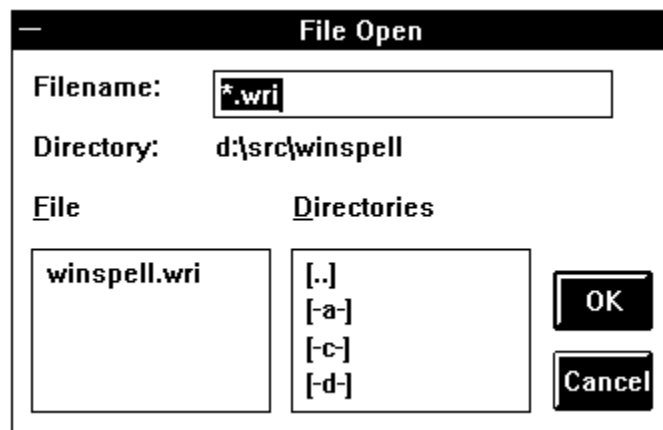 File Open
Filename: *.wri
Directory: d:\src\winspell
File Directories
winspell.wri [..]
[-a-]
[-c-]
[-d-]
OK
Cancel